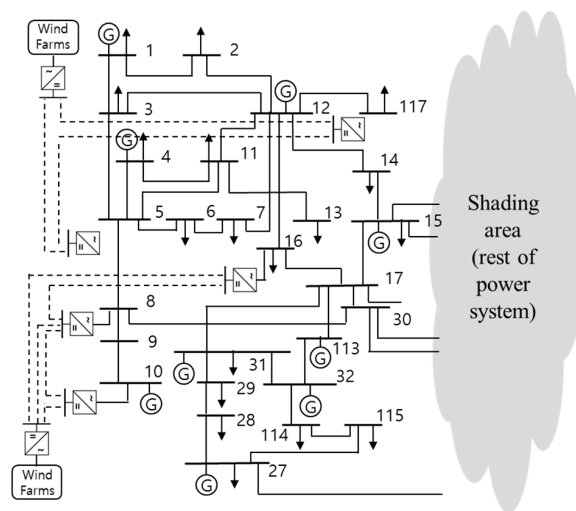 Wind
Farms
G
1
2
~
=
3
G
12
117
=
~
G
4
11
14
5
6
7
13
15
G
=
~
16
=
~
17
8
30
=
~
9
113
G
31
32
10
G
G
29
G
=
~
28
114
115
=
~
27
G
Wind
Farms
Shading
area
(rest of
power
system)